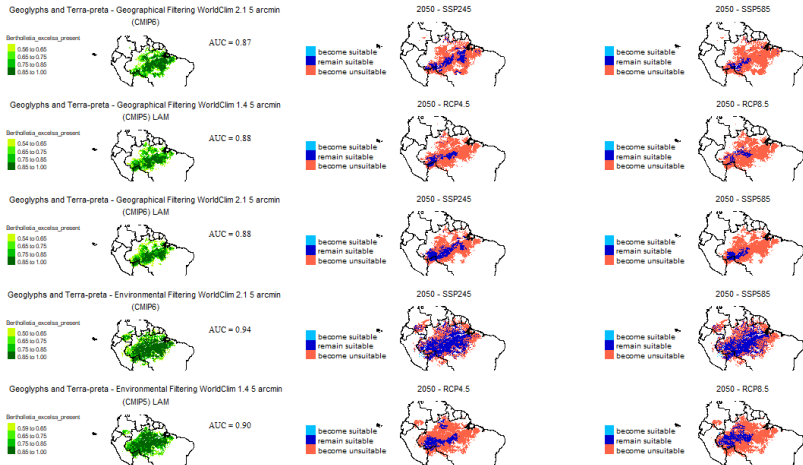 Geoglyphs and Terra-preta - Geographical Filtering WorldClim 2.1 5 arcmin
(CMIP6)
2050 - SSP245
2050 - SSP585
Bertholletia_excelsa_present
0.56 to 0.65
0.65 to 0.75
0.75 to 0.85
0.85 to 1.00
AUC = 0.87
become suitable
remain suitable
become unsuitable
become suitable
remain suitable
become unsuitable
Geoglyphs and Terra-preta - Geographical Filtering WorldClim 1.4 5 arcmin
(CMIP5) LAM
2050 - RCP4.5
2050 - RCP8.5
Bertholletia_excelsa_present
0.54 to 0.65
0.65 to 0.75
0.75 to 0.85
0.85 to 1.00
AUC = 0.88
become suitable
remain suitable
become unsuitable
become suitable
remain suitable
become unsuitable
Geoglyphs and Terra-preta - Geographical Filtering WorldClim 2.1 5 arcmin
(CMIP6) LAM
2050 - SSP245
2050 - SSP585
Bertholletia_excelsa_present
0.54 to 0.65
0.65 to 0.75
0.75 to 0.85
0.85 to 1.00
AUC = 0.88
become suitable
remain suitable
become unsuitable
become suitable
remain suitable
become unsuitable
Geoglyphs and Terra-preta - Environmental Filtering WorldClim 2.1 5 arcmin
(CMIP6)
2050 - SSP245
2050 - SSP585
Bertholletia_excelsa_present
0.50 to 0.65
0.65 to 0.75
0.75 to 0.85
0.85 to 1.00
AUC = 0.94
become suitable
remain suitable
become unsuitable
become suitable
remain suitable
become unsuitable
Geoglyphs and Terra-preta - Environmental Filtering WorldClim 1.4 5 arcmin
(CMIP5) LAM
2050 - RCP4.5
2050 - RCP8.5
Bertholletia_excelsa_present
0.59 to 0.65
0.65 to 0.75
0.75 to 0.85
0.85 to 1.00
AUC = 0.90
become suitable
remain suitable
become unsuitable
become suitable
remain suitable
become unsuitable